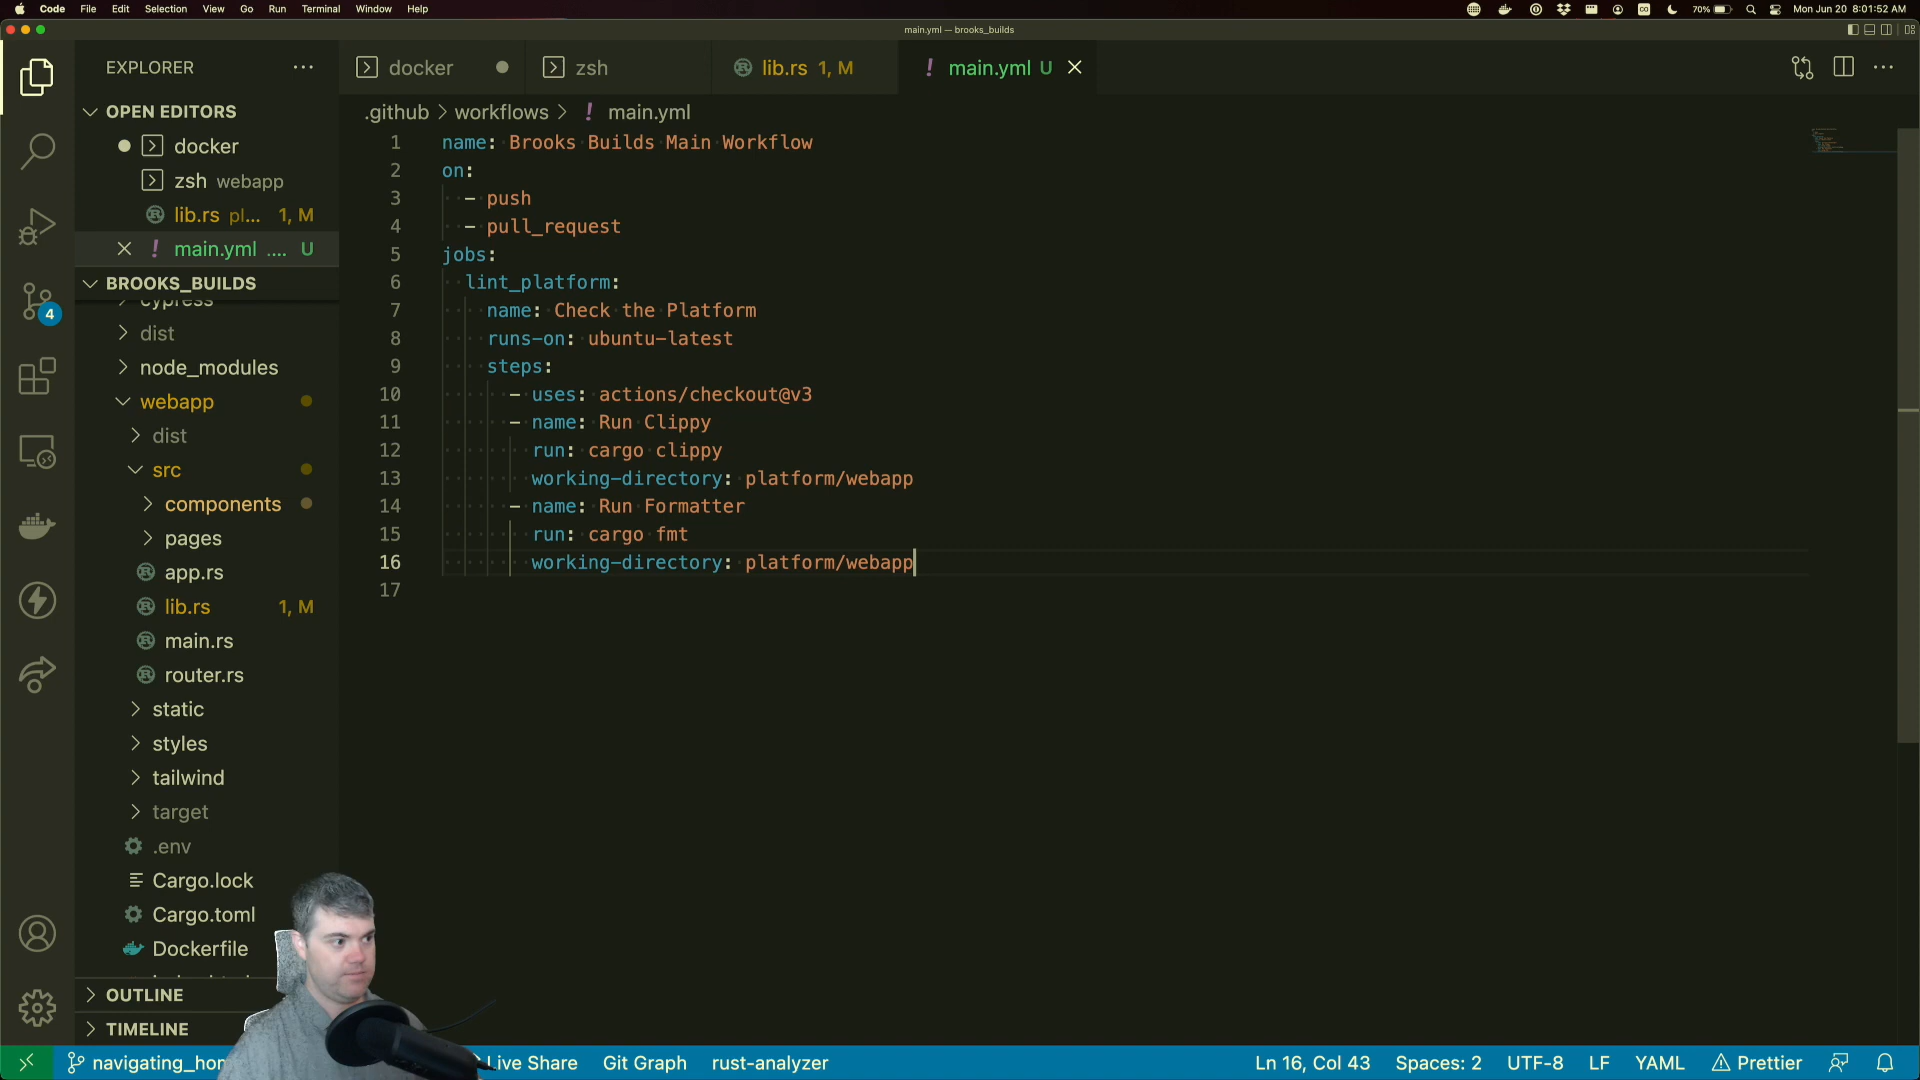 Code File Edit Selection View Go Run Terminal Window Help 70% Mon Jun 20 8:01:52 AM
main.yml — brooks_builds
EXPLORER
docker
zsh
lib.rs 1, M
! main.yml U
OPEN EDITORS
docker
zsh webapp
lib.rs pl... 1, M
! main.yml .... U
BROOKS_BUILDS
cypress
dist
node_modules
webapp
dist
src
components
pages
app.rs
lib.rs 1, M
main.rs
router.rs
static
styles
tailwind
target
.env
Cargo.lock
Cargo.toml
Dockerfile
OUTLINE
TIMELINE
4
.github > workflows > ! main.yml
1 name: Brooks Builds Main Workflow
2 on:
3 - push
4 - pull_request
5 jobs:
6 lint_platform:
7 name: Check the Platform
8 runs-on: ubuntu-latest
9 steps:
10 - uses: actions/checkout@v3
11 - name: Run Clippy
12 run: cargo clippy
13 working-directory: platform/webapp
14 - name: Run Formatter
15 run: cargo fmt
16 working-directory: platform/webapp
17
navigating_hom Live Share Git Graph rust-analyzer Ln 16, Col 43 Spaces: 2 UTF-8 LF YAML Prettier